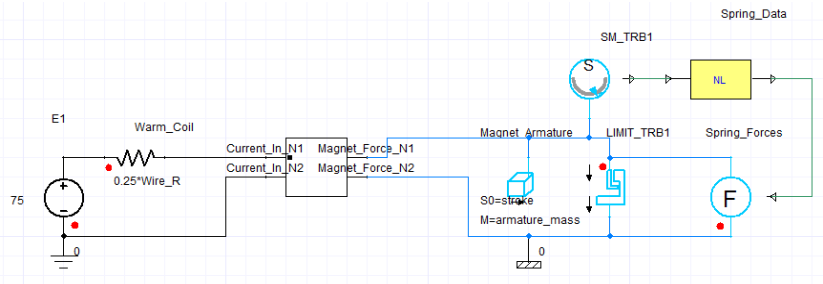 Spring_Data
SM_TRB1
S
NL
E1
Warm_Coil
Magnet_Armature
LIMIT_TRB1
Spring_Forces
Current_In_N1
Magnet_Force_N1
Current_In_N2
Magnet_Force_N2
0.25*Wire_R
75
+
S0=stroke
F
M=armature_mass
0
0